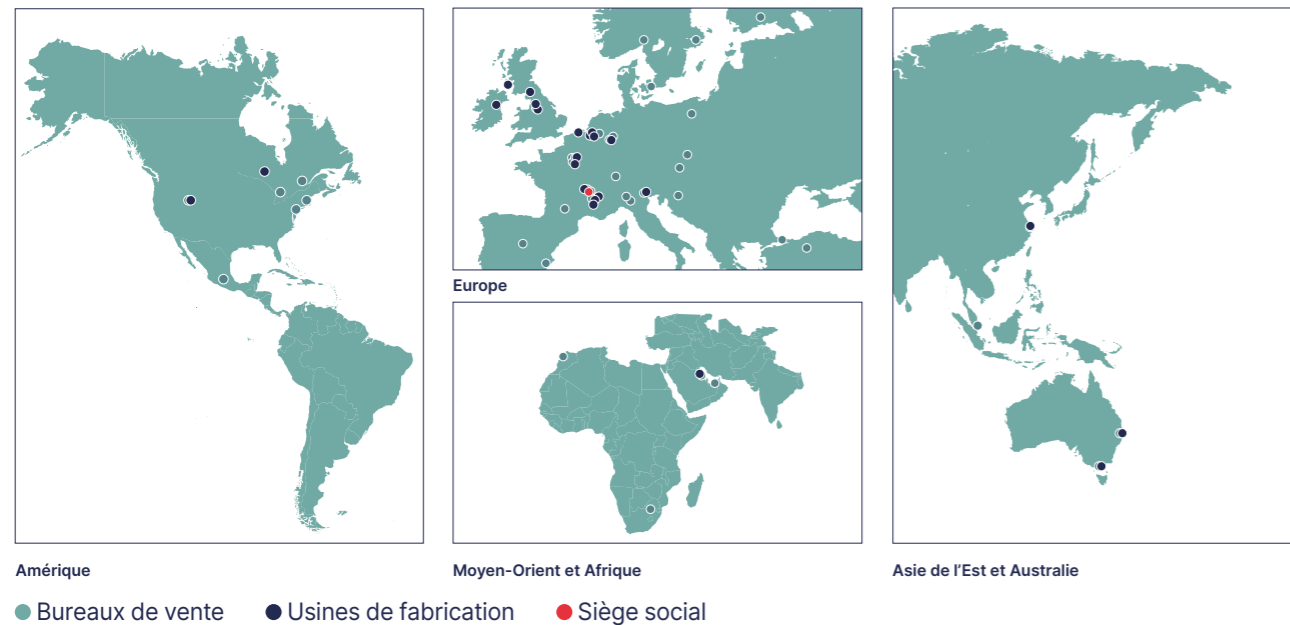 Europe
Amérique
Moyen-Orient et Afrique
Asie de l’Est et Australie
Bureaux de vente
Usines de fabrication
Siège social